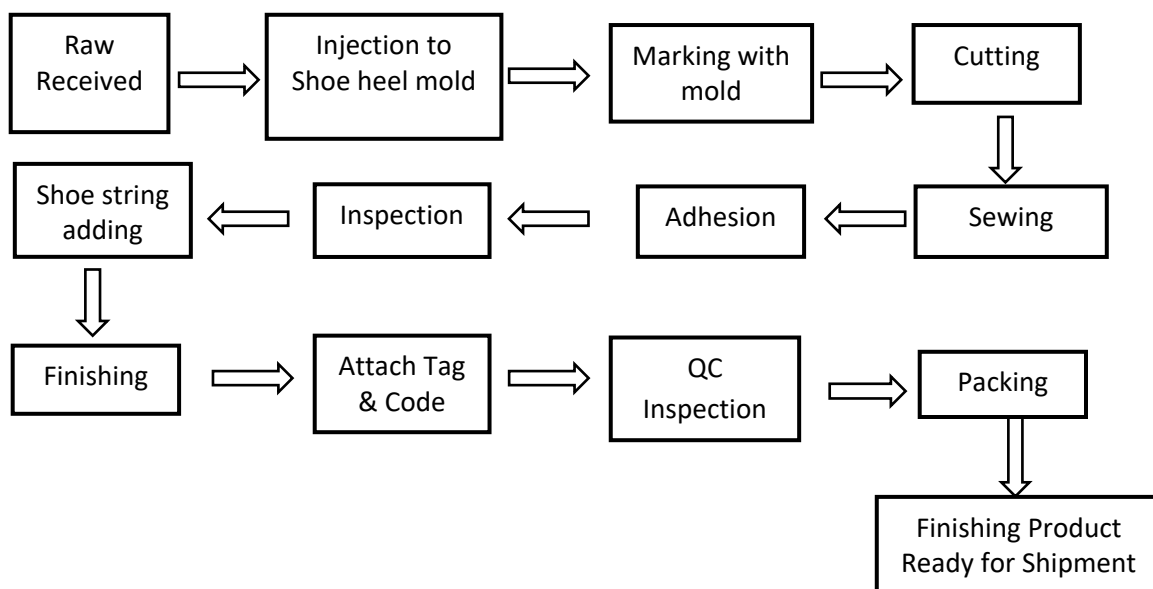 Raw
Received
Injection to
Shoe heel mold
Marking with
mold
Cutting
Sewing
Adhesion
Inspection
Shoe string
adding
Finishing
Attach Tag
& Code
QC
Inspection
Packing
Finishing Product
Ready for Shipment